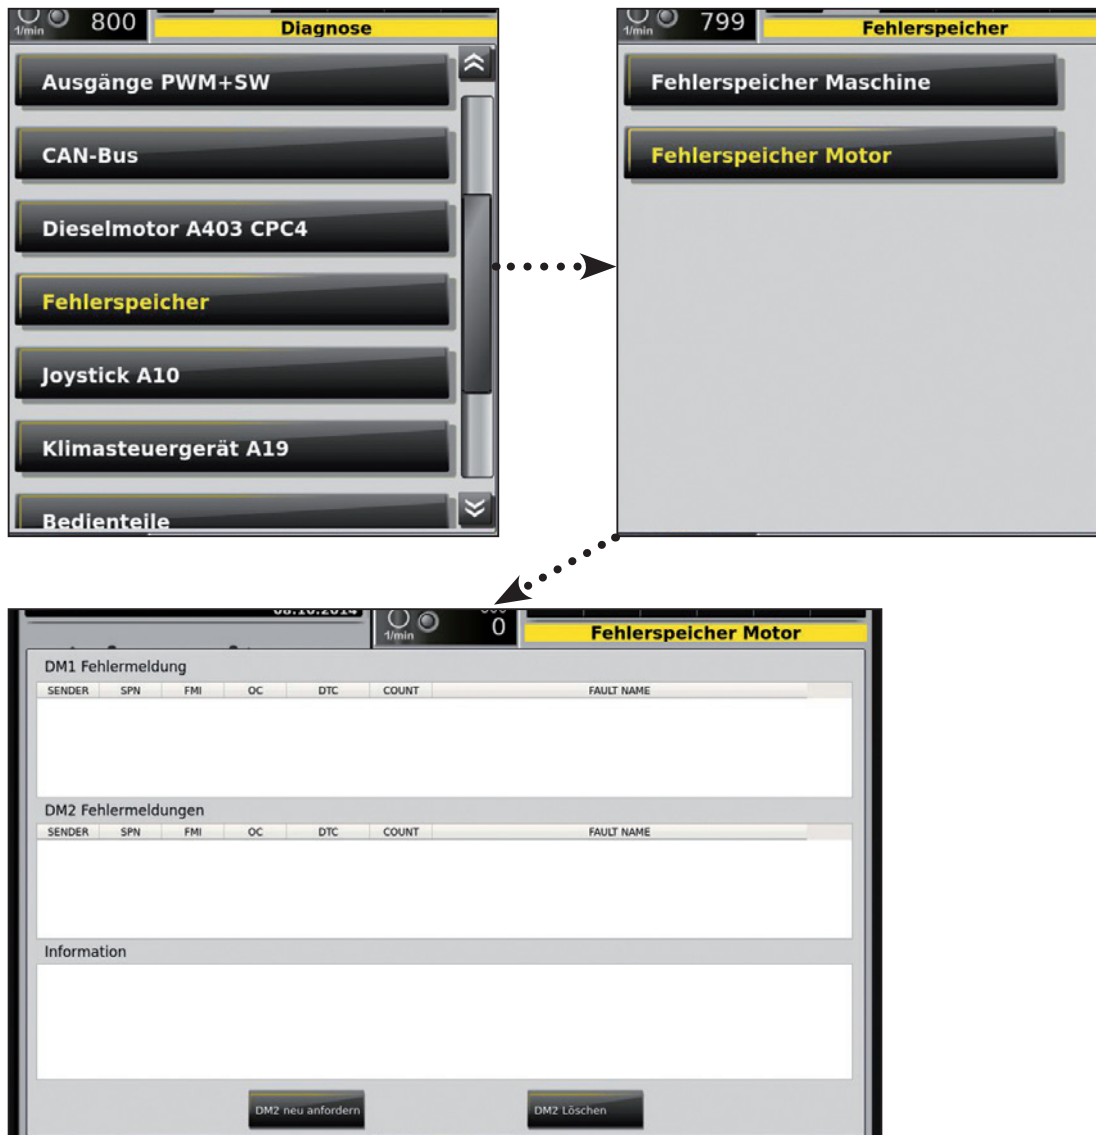 1/min 800
Diagnose
Ausgänge PWM+SW
CAN-Bus
Dieselmotor A403 CPC4
Fehlerspeicher
Joystick A10
Klimasteuergerät A19
Bedienteile
1/min 799
Fehlerspeicher
Fehlerspeicher Maschine
Fehlerspeicher Motor
08.10.2014
1/min 0
Fehlerspeicher Motor
DM1 Fehlermeldung
SENDER SPN FMI OC DTC COUNT FAULT NAME
DM2 Fehlermeldungen
SENDER SPN FMI OC DTC COUNT FAULT NAME
Information
DM2 neu anfordern
DM2 Löschen